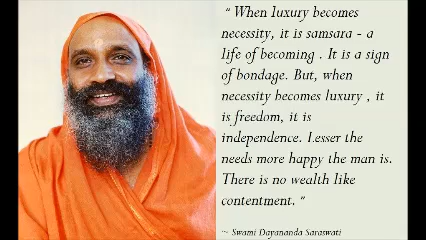 “ When luxury becomes
necessity, it is samsara - a
life of becoming . It is a sign
of bondage. But, when
necessity becomes luxury , it
is freedom, it is
independence. Lesser the
needs more happy the man is.
There is no wealth like
contentment. ”
~ Swami Dayananda Saraswati